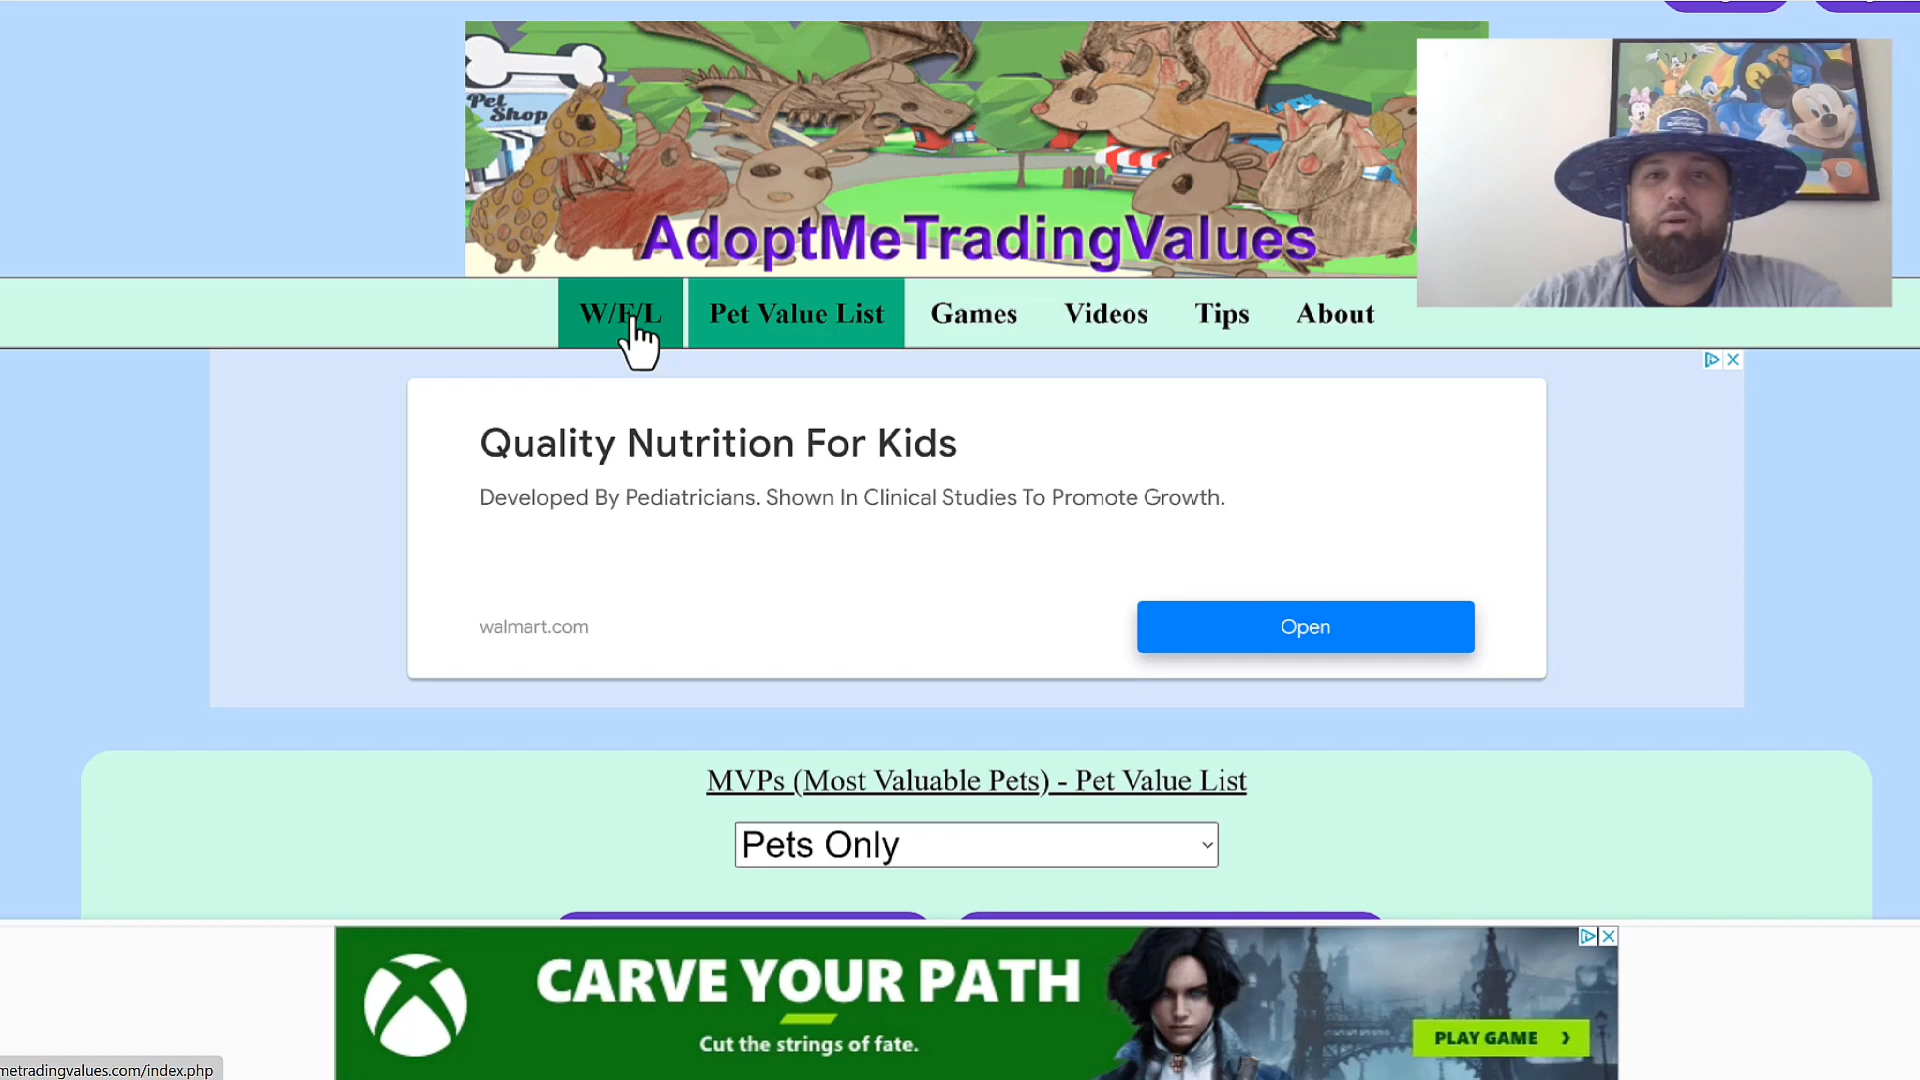 Pet
Shop
AdoptMeTradingValues
W/F/L
Pet Value List
Games
Videos
Tips
About
Quality Nutrition For Kids
Developed By Pediatricians. Shown In Clinical Studies To Promote Growth.
walmart.com
Open
MVPs (Most Valuable Pets) - Pet Value List
Pets Only
CARVE YOUR PATH
Cut the strings of fate.
PLAY GAME
metradingvalues.com/index.php